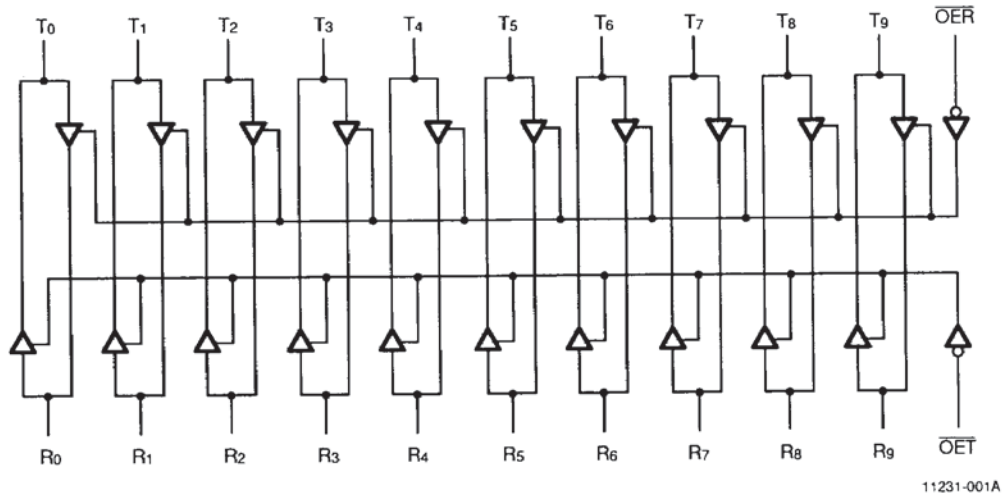 T0 T1 T2 T3 T4 T5 T6 T7 T8 T9 OER
R0 R1 R2 R3 R4 R5 R6 R7 R8 R9 OET
11231-001A